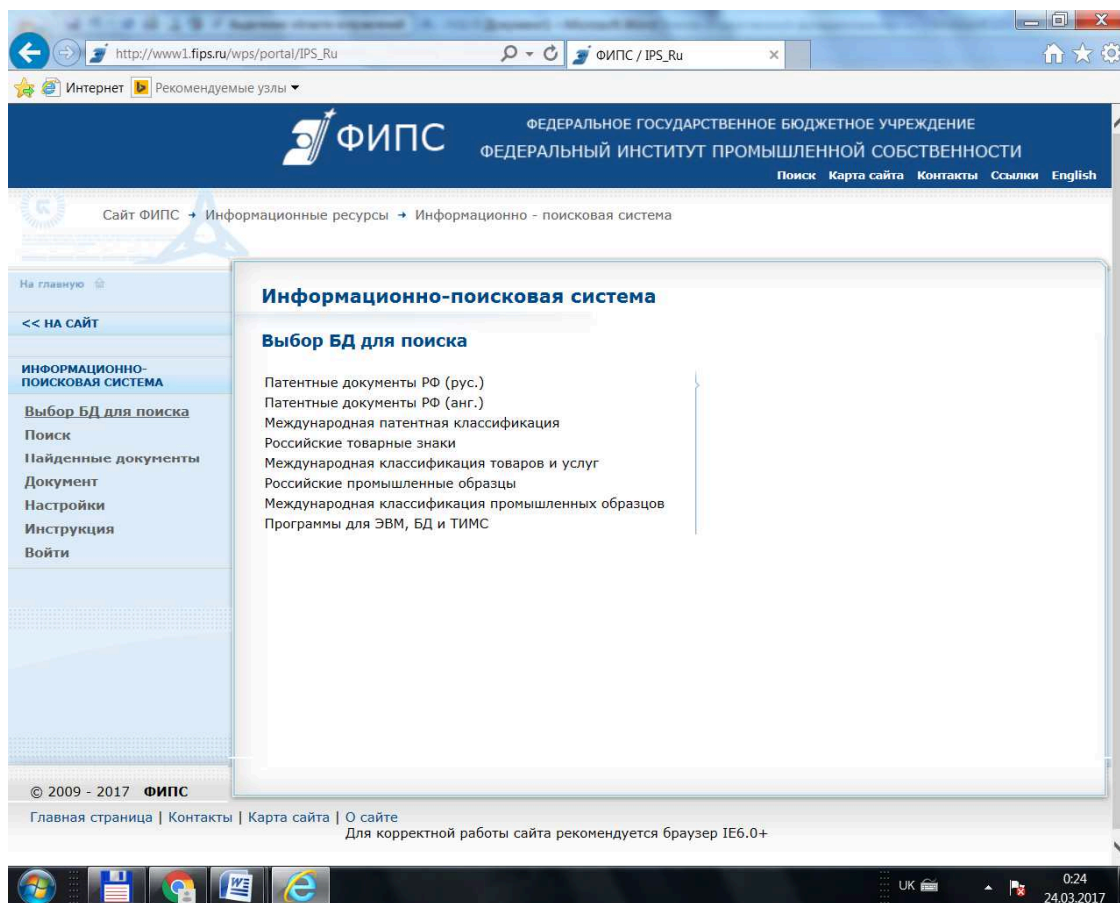 http://www1.fips.ru/wps/portal/IPS_Ru
ФИПС / IPS_Ru
Интернет Рекомендуемые узлы
ФИПС
ФЕДЕРАЛЬНОЕ ГОСУДАРСТВЕННОЕ БЮДЖЕТНОЕ УЧРЕЖДЕНИЕ
ФЕДЕРАЛЬНЫЙ ИНСТИТУТ ПРОМЫШЛЕННОЙ СОБСТВЕННОСТИ
Поиск Карта сайта Контакты Ссылки English
Сайт ФИПС → Информационные ресурсы → Информационно - поисковая система
На главную
<< НА САЙТ
ИНФОРМАЦИОННО-
ПОИСКОВАЯ СИСТЕМА
Выбор БД для поиска
Поиск
Найденные документы
Документ
Настройки
Инструкция
Войти
Информационно-поисковая система
Выбор БД для поиска
Патентные документы РФ (рус.)
Патентные документы РФ (анг.)
Международная патентная классификация
Российские товарные знаки
Международная классификация товаров и услуг
Российские промышленные образцы
Международная классификация промышленных образцов
Программы для ЭВМ, БД и ТИМС
© 2009 - 2017 ФИПС
Главная страница | Контакты | Карта сайта | О сайте
Для корректной работы сайта рекомендуется браузер IE6.0+
UK
0:24
24.03.2017